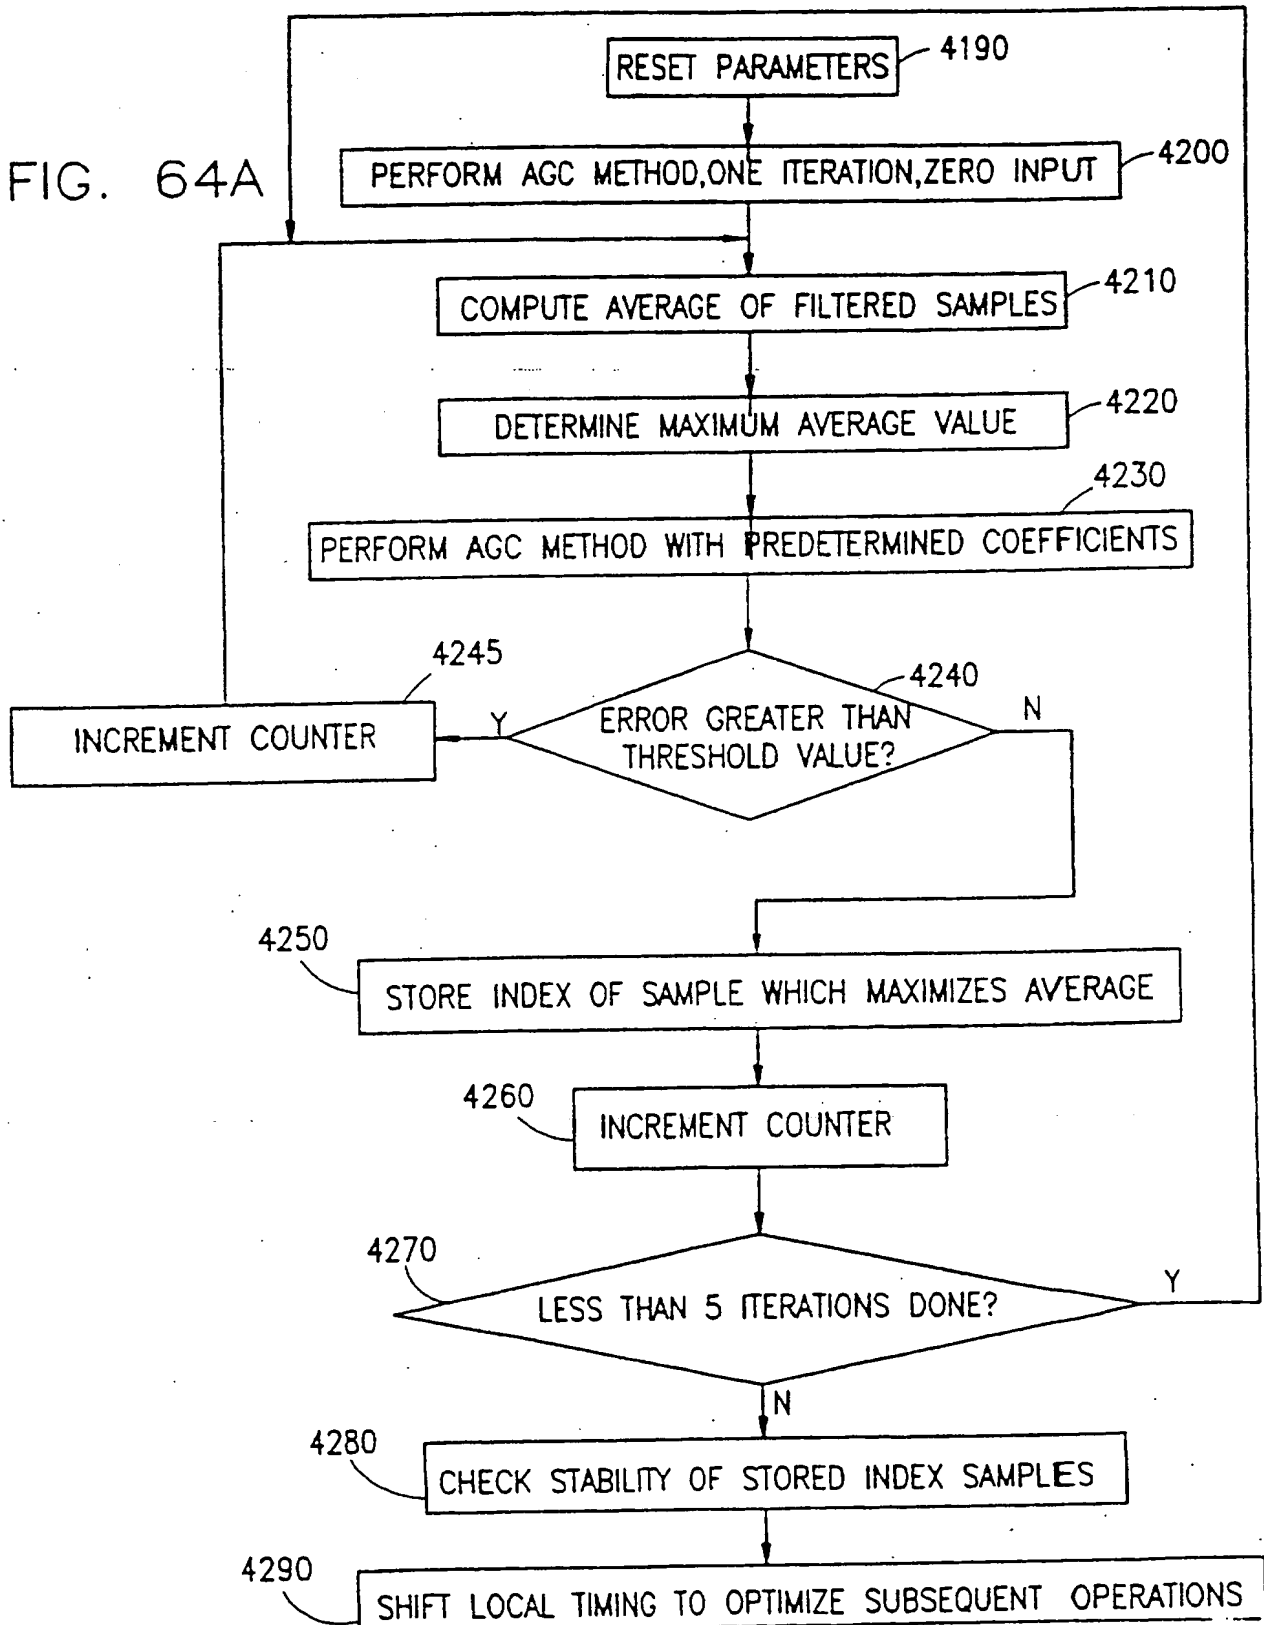 RESET PARAMETERS
4190
FIG. 64A
PERFORM AGC METHOD,ONE ITERATION,ZERO INPUT
4200
COMPUTE AVERAGE OF FILTERED SAMPLES
4210
DETERMINE MAXIMUM AVERAGE VALUE
4220
4230
PERFORM AGC METHOD WITH PREDETERMINED COEFFICIENTS
4245
4240
INCREMENT COUNTER
Y
ERROR GREATER THAN
THRESHOLD VALUE?
N
4250
STORE INDEX OF SAMPLE WHICH MAXIMIZES AVERAGE
4260
INCREMENT COUNTER
4270
LESS THAN 5 ITERATIONS DONE?
Y
N
4280
CHECK STABILITY OF STORED INDEX SAMPLES
4290
SHIFT LOCAL TIMING TO OPTIMIZE SUBSEQUENT OPERATIONS